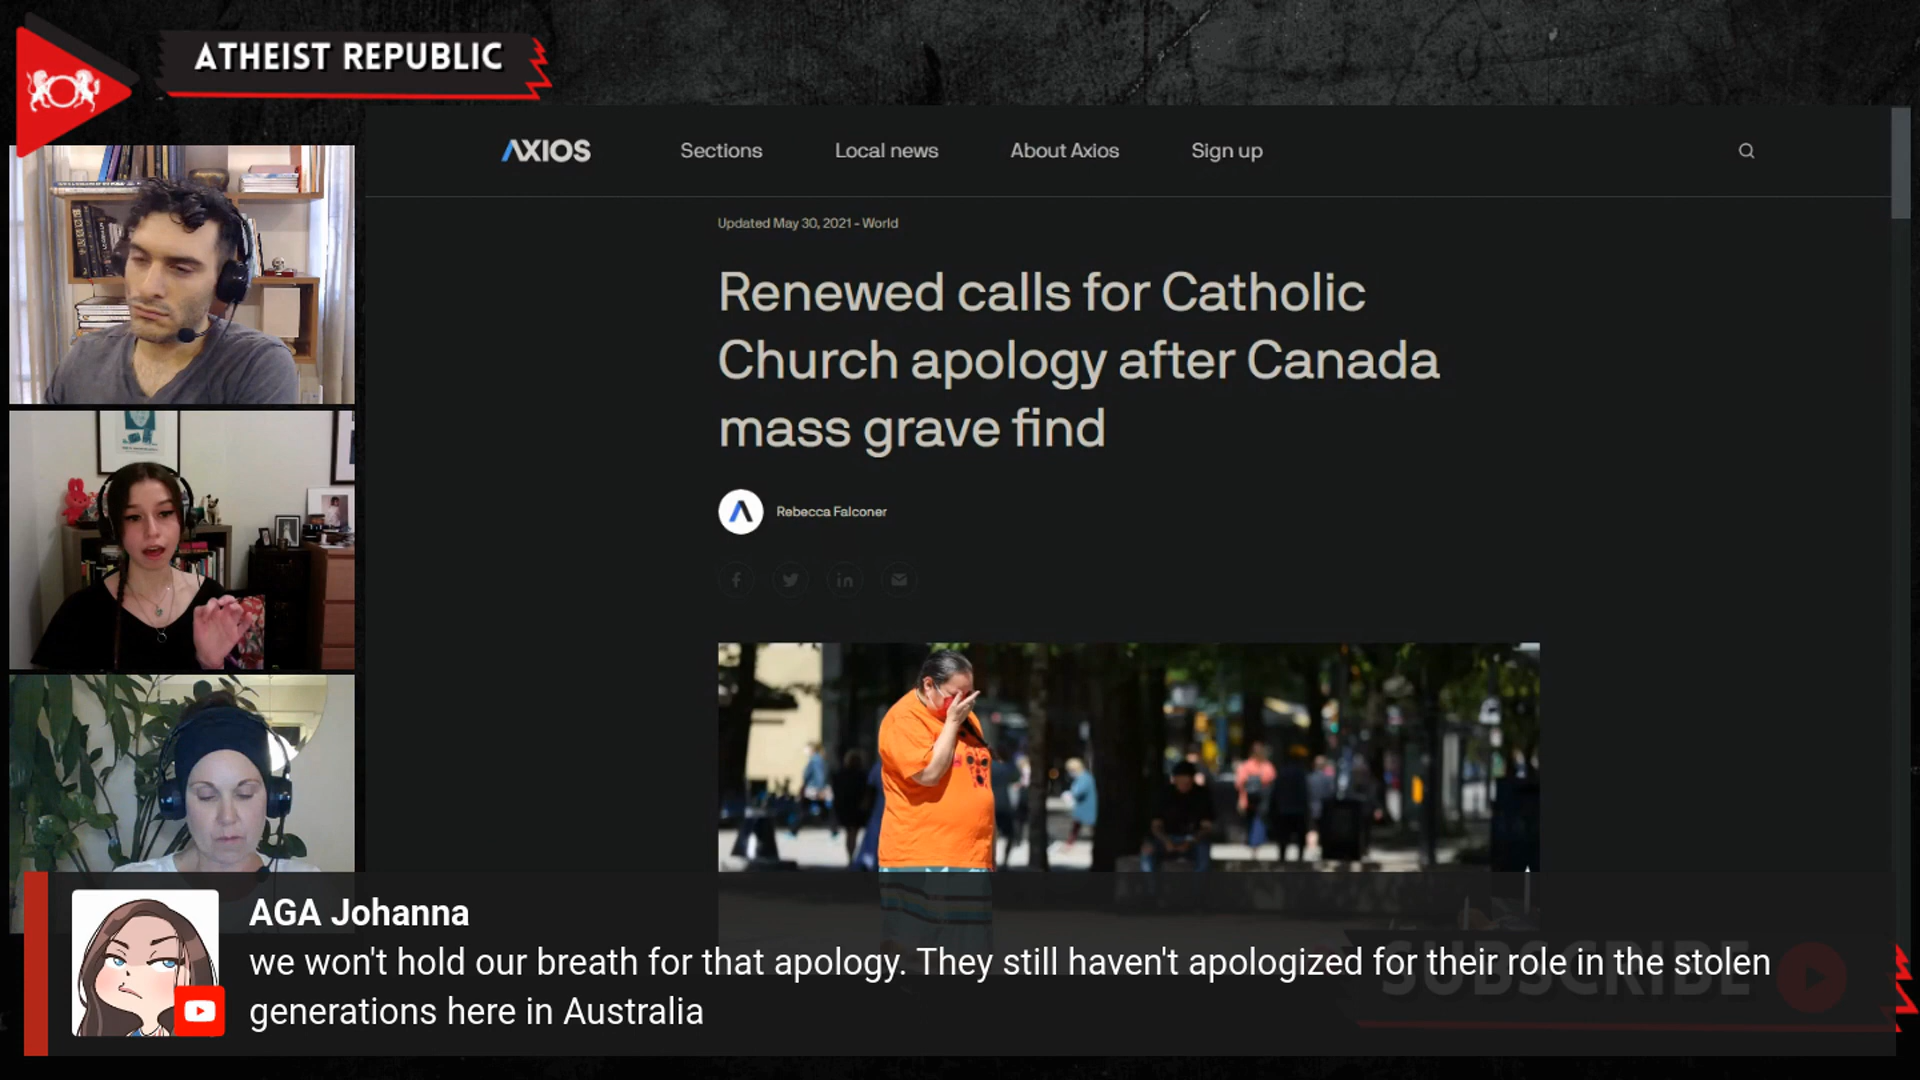 ATHEIST REPUBLIC
AXIOS
Sections
Local news
About Axios
Sign up
Updated May 30, 2021 - World
Renewed calls for Catholic
Church apology after Canada
mass grave find
Rebecca Falconer
AGA Johanna
we won't hold our breath for that apology. They still haven't apologized for their role in the stolen
generations here in Australia
SUBSCRIBE